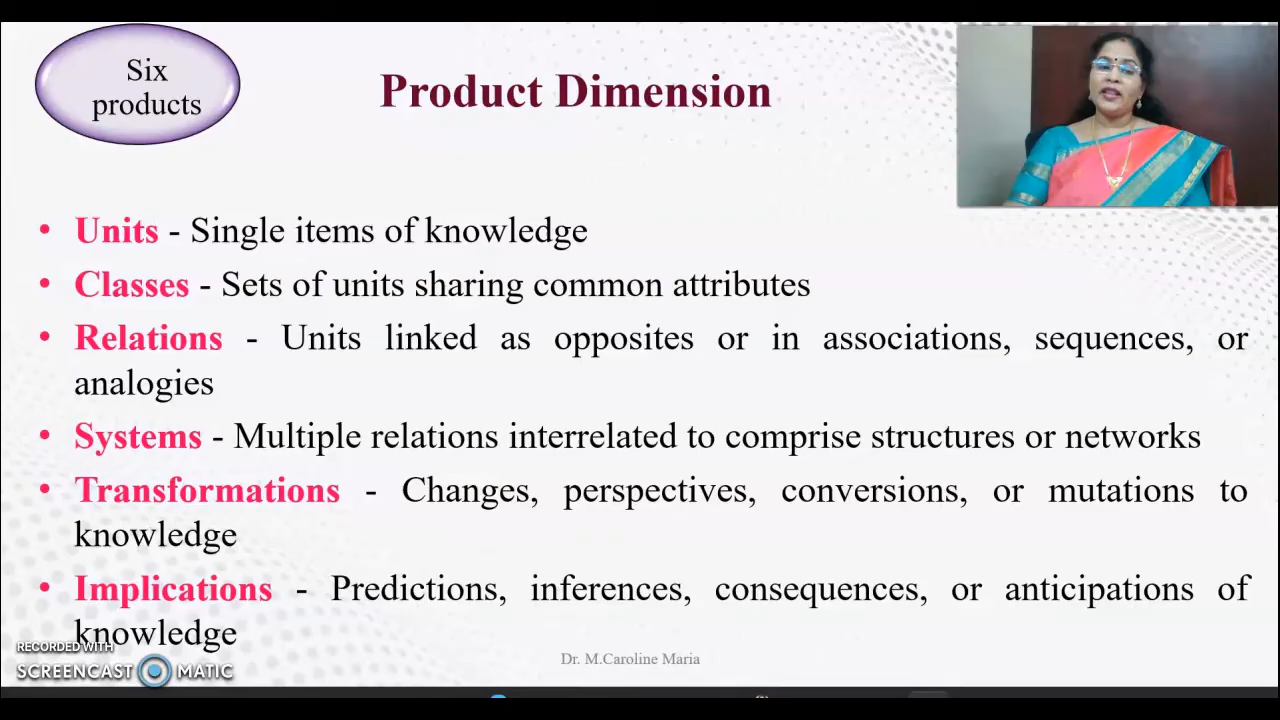 Six
products
Product Dimension
• Units - Single items of knowledge
• Classes - Sets of units sharing common attributes
• Relations - Units linked as opposites or in associations, sequences, or
analogies
• Systems - Multiple relations interrelated to comprise structures or networks
• Transformations - Changes, perspectives, conversions, or mutations to
knowledge
• Implications - Predictions, inferences, consequences, or anticipations of
knowledge
RECORDED WITH
SCREENCAST MATIC
Dr. M.Caroline Maria